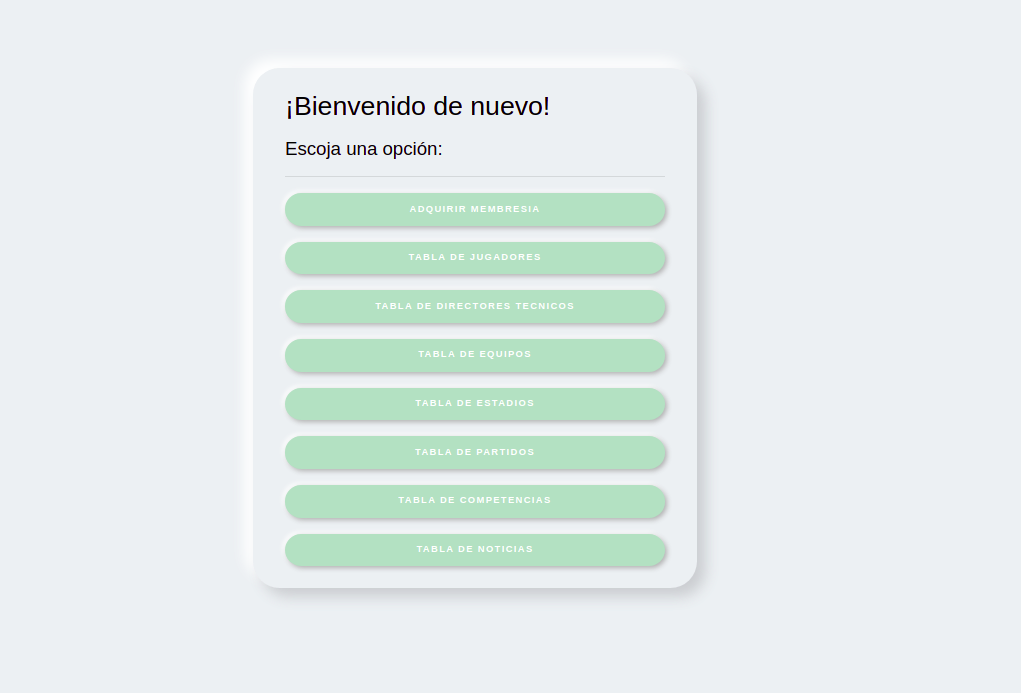 ¡Bienvenido de nuevo!
Escoja una opción:
ADQUIRIR MEMBRESIA
TABLA DE JUGADORES
TABLA DE DIRECTORES TECNICOS
TABLA DE EQUIPOS
TABLA DE ESTADIOS
TABLA DE PARTIDOS
TABLA DE COMPETENCIAS
TABLA DE NOTICIAS